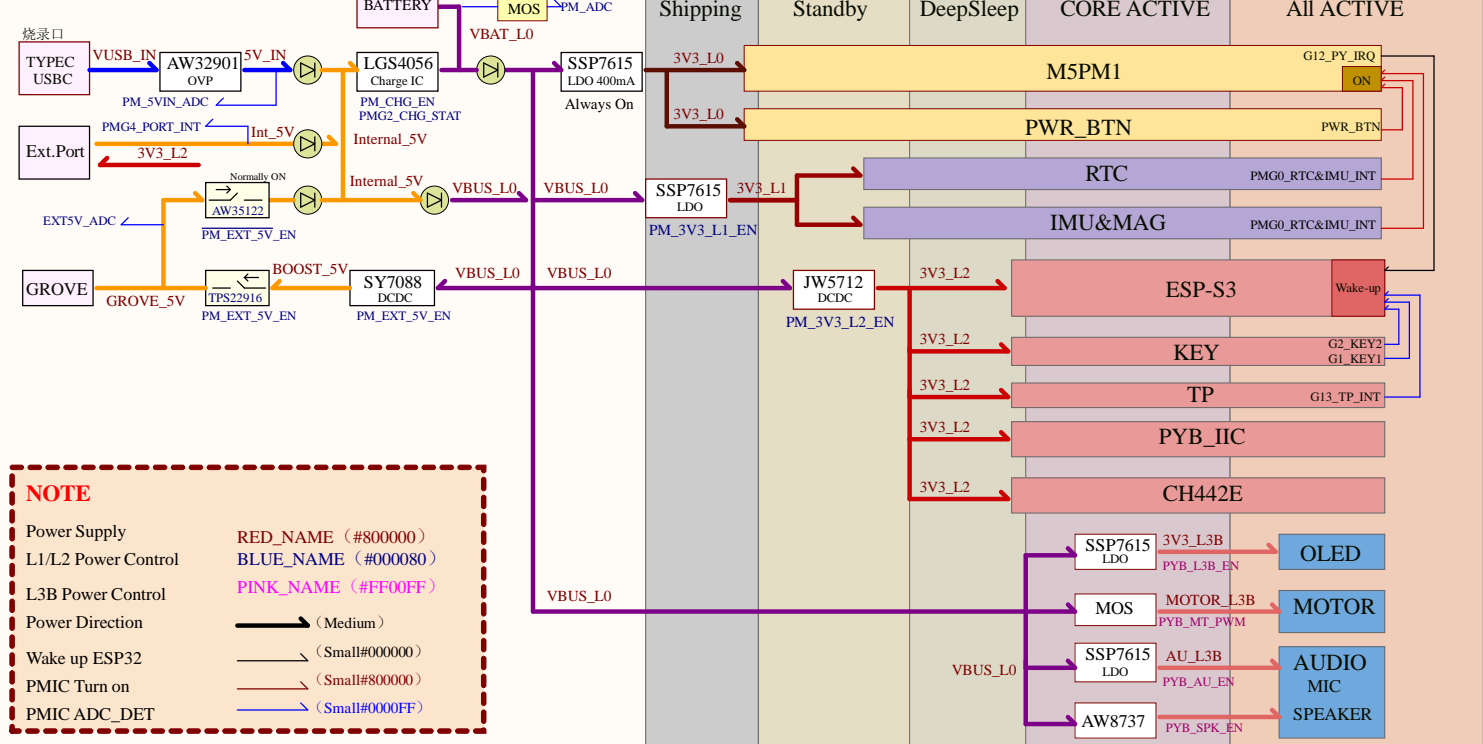 BATTERY
MOS
PM_ADC
VBAT_L0
Shipping
Standby
DeepSleep
CORE ACTIVE
All ACTIVE
烧录口
TYPEC
USBC
VUSB_IN
AW32901
OVP
5V_IN
PM_5VIN_ADC
LGS4056
Charge IC
PM_CHG_EN
PMG2_CHG_STAT
SSP7615
LDO 400mA
Always On
3V3_L0
M5PM1
G12_PY_IRQ
ON
3V3_L0
PWR_BTN
PWR_BTN
Ext.Port
PMG4_PORT_INT
Int_5V
Internal_5V
3V3_L2
Normally ON
AW35122
PM_EXT_5V_EN
EXT5V_ADC
Internal_5V
VBUS_L0
VBUS_L0
SSP7615
LDO
PM_3V3_L1_EN
3V3_L1
RTC
PMG0_RTC&IMU_INT
IMU&MAG
PMG0_RTC&IMU_INT
GROVE
GROVE_5V
TPS22916
PM_EXT_5V_EN
BOOST_5V
SY7088
DCDC
PM_EXT_5V_EN
VBUS_L0
VBUS_L0
JW5712
DCDC
PM_3V3_L2_EN
3V3_L2
ESP-S3
Wake-up
3V3_L2
KEY
G2_KEY2
G1_KEY1
3V3_L2
TP
G13_TP_INT
3V3_L2
PYB_IIC
3V3_L2
CH442E
VBUS_L0
VBUS_L0
SSP7615
LDO
3V3_L3B
PYB_L3B_EN
OLED
MOS
MOTOR_L3B
PYB_MT_PWM
MOTOR
SSP7615
LDO
AU_L3B
PYB_AU_EN
AUDIO
MIC
SPEAKER
AW8737
PYB_SPK_EN
NOTE
Power Supply RED_NAME（#800000）
L1/L2 Power Control BLUE_NAME（#000080）
L3B Power Control PINK_NAME（#FF00FF）
Power Direction （Medium）
Wake up ESP32 （Small#000000）
PMIC Turn on （Small#800000）
PMIC ADC_DET （Small#0000FF）